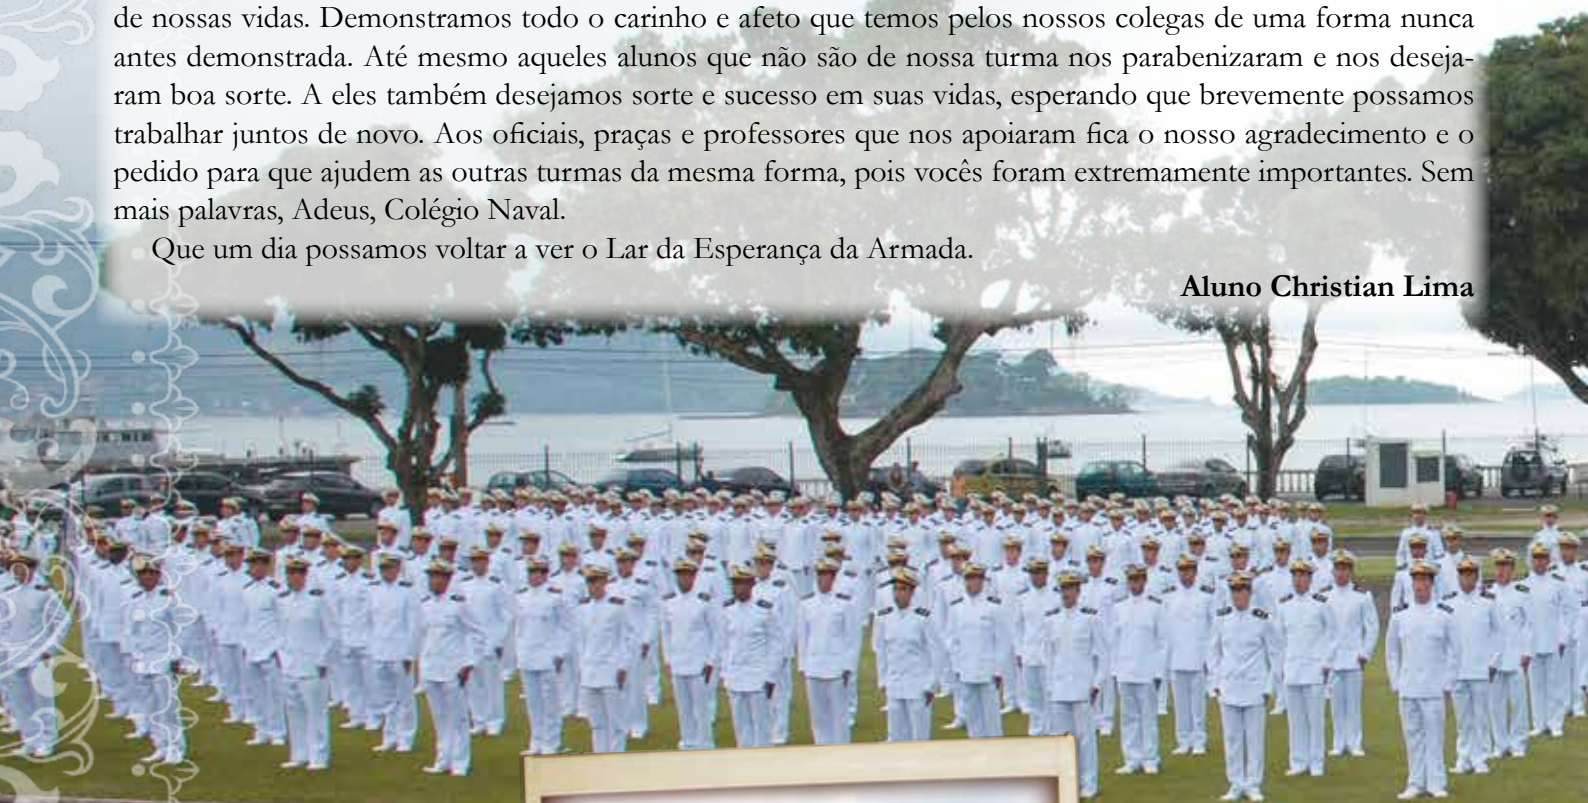 de nossas vidas. Demonstramos todo o carinho e afeto que temos pelos nossos colegas de uma forma nunca
antes demonstrada. Até mesmo aqueles alunos que não são de nossa turma nos parabenizaram e nos deseja-
ram boa sorte. A eles também desejamos sorte e sucesso em suas vidas, esperando que brevemente possamos
trabalhar juntos de novo. Aos oficiais, praças e professores que nos apoiaram fica o nosso agradecimento e o
pedido para que ajudem as outras turmas da mesma forma, pois vocês foram extremamente importantes. Sem
mais palavras, Adeus, Colégio Naval.
Que um dia possamos voltar a ver o Lar da Esperança da Armada.
Aluno Christian Lima